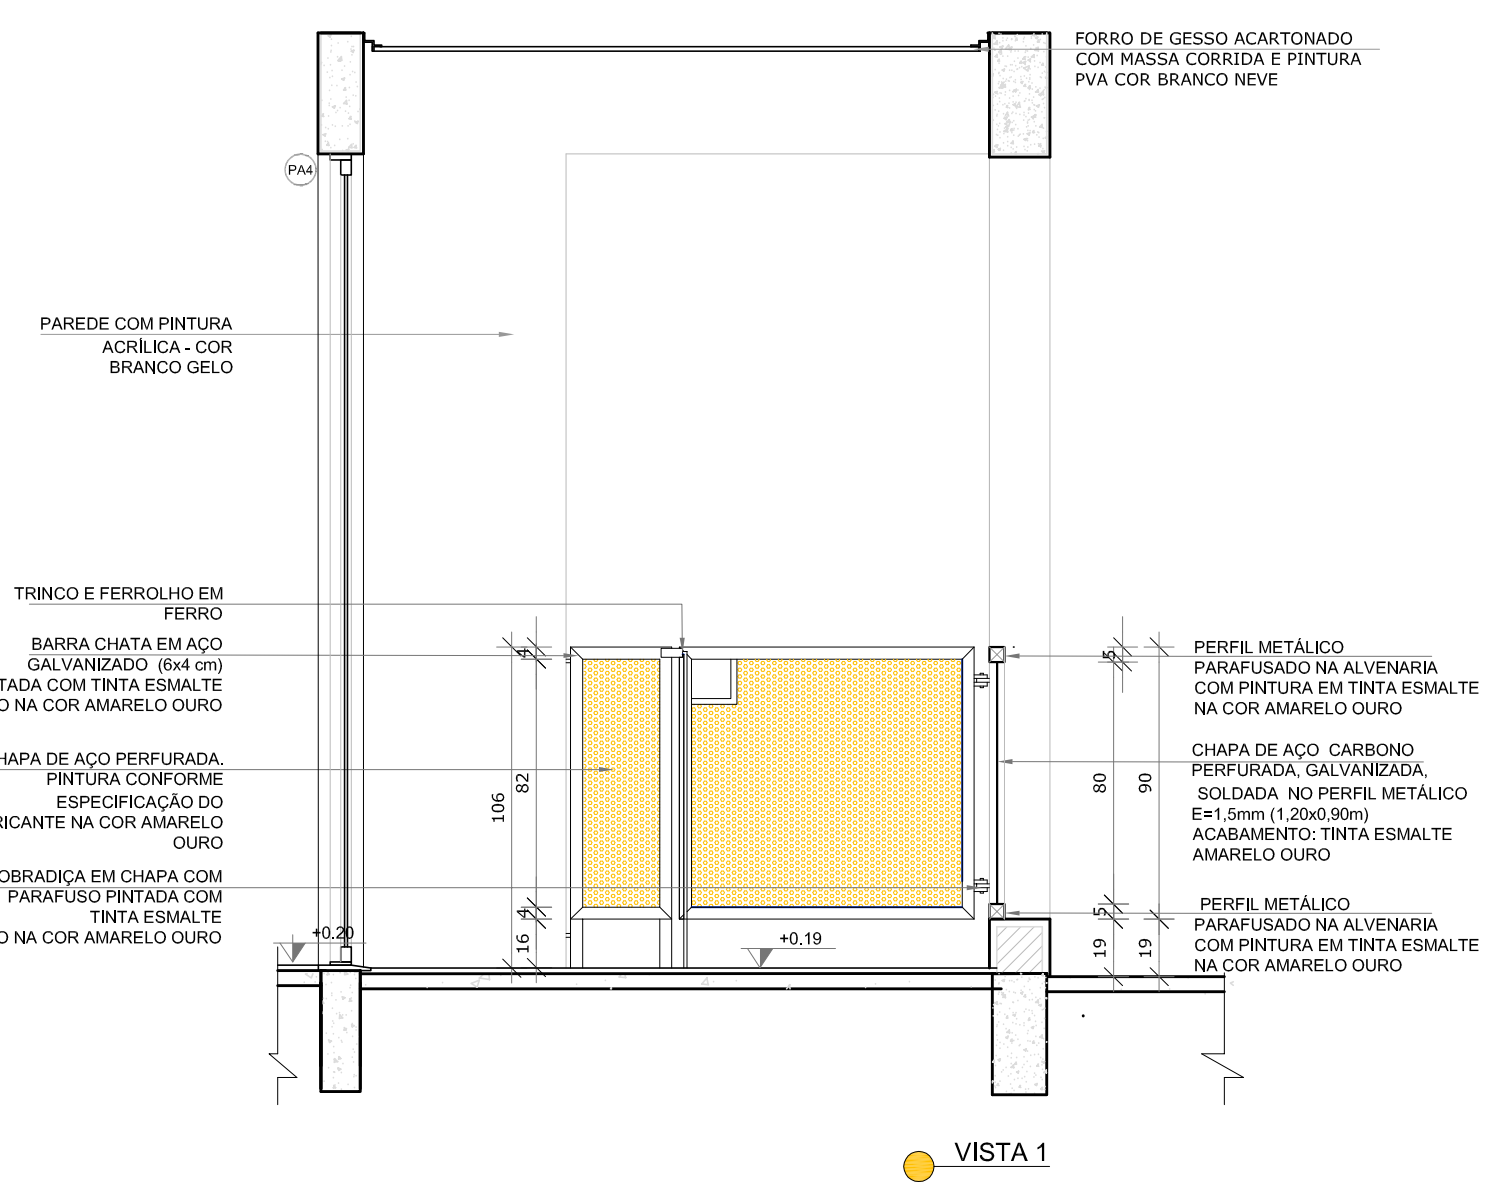 FORRO DE GESSO ACARTONADO
COM MASSA CORRIDA E PINTURA
PVA COR BRANCO NEVE
PA4
PAREDE COM PINTURA
ACRÍLICA - COR
BRANCO GELO
TRINCO E FERROLHO EM
FERRO
BARRA CHATA EM AÇO
GALVANIZADO (6x4 cm)
TADA COM TINTA ESMALTE
O NA COR AMARELO OURO
HAPA DE AÇO PERFURADA.
PINTURA CONFORME
ESPECIFICAÇÃO DO
RICANTE NA COR AMARELO
OURO
OBRADIÇA EM CHAPA COM
PARAFUSO PINTADA COM
TINTA ESMALTE
O NA COR AMARELO OURO
+0.20
106
4
82
4
16
+0.19
5
80
5
19
90
19
PERFIL METÁLICO
PARAFUSADO NA ALVENARIA
COM PINTURA EM TINTA ESMALTE
NA COR AMARELO OURO
CHAPA DE AÇO CARBONO
PERFURADA, GALVANIZADA,
SOLDADA NO PERFIL METÁLICO
E=1,5mm (1,20x0,90m)
ACABAMENTO: TINTA ESMALTE
AMARELO OURO
PERFIL METÁLICO
PARAFUSADO NA ALVENARIA
COM PINTURA EM TINTA ESMALTE
NA COR AMARELO OURO
VISTA 1